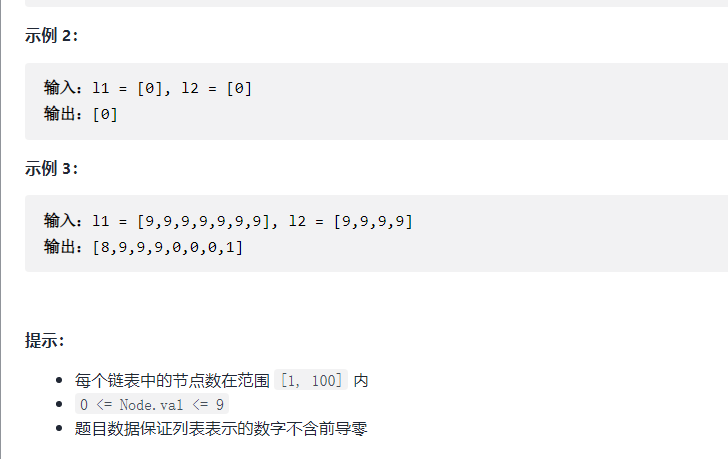 示例 2：
输入：l1 = [0], l2 = [0]
输出：[0]
示例 3：
输入：l1 = [9,9,9,9,9,9,9], l2 = [9,9,9,9]
输出：[8,9,9,9,0,0,0,1]
提示：
每个链表中的节点数在范围 [1, 100] 内
0 <= Node.val <= 9
题目数据保证列表表示的数字不含前导零